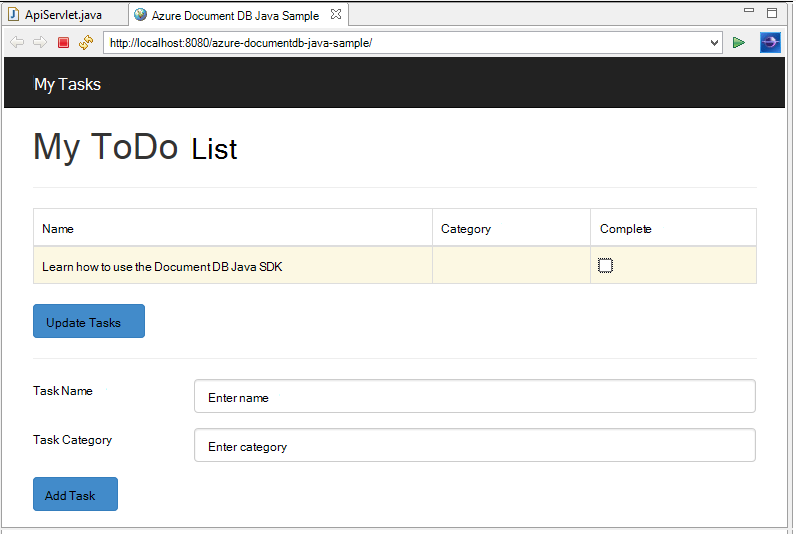 ApiServlet.java Azure Document DB Java Sample
http://localhost:8080/azure-documentdb-java-sample/
My Tasks
My ToDo List
Name Category Complete
Learn how to use the Document DB Java SDK
Update Tasks
Task Name Enter name
Task Category Enter category
Add Task